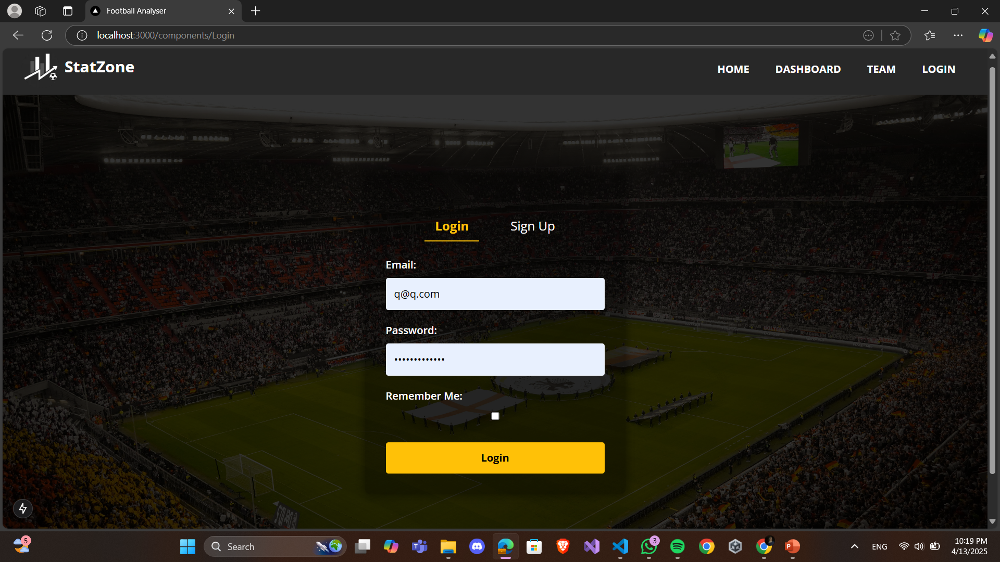 Football Analyser
localhost:3000/components/Login
StatZone
HOME DASHBOARD TEAM LOGIN
Login Sign Up
Email:
q@q.com
Password:
•••••••••••••
Remember Me:
Login
5
Search
3
ENG
10:19 PM
4/13/2025